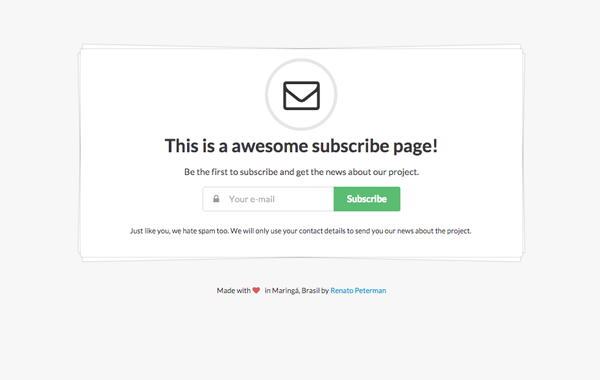 This is a awesome subscribe page!
Be the first to subscribe and get the news about our project.
Your e-mail
Subscribe
Just like you, we hate spam too. We will only use your contact details to send you our news about the project.
Made with in Maringá, Brasil by Renato Peterman